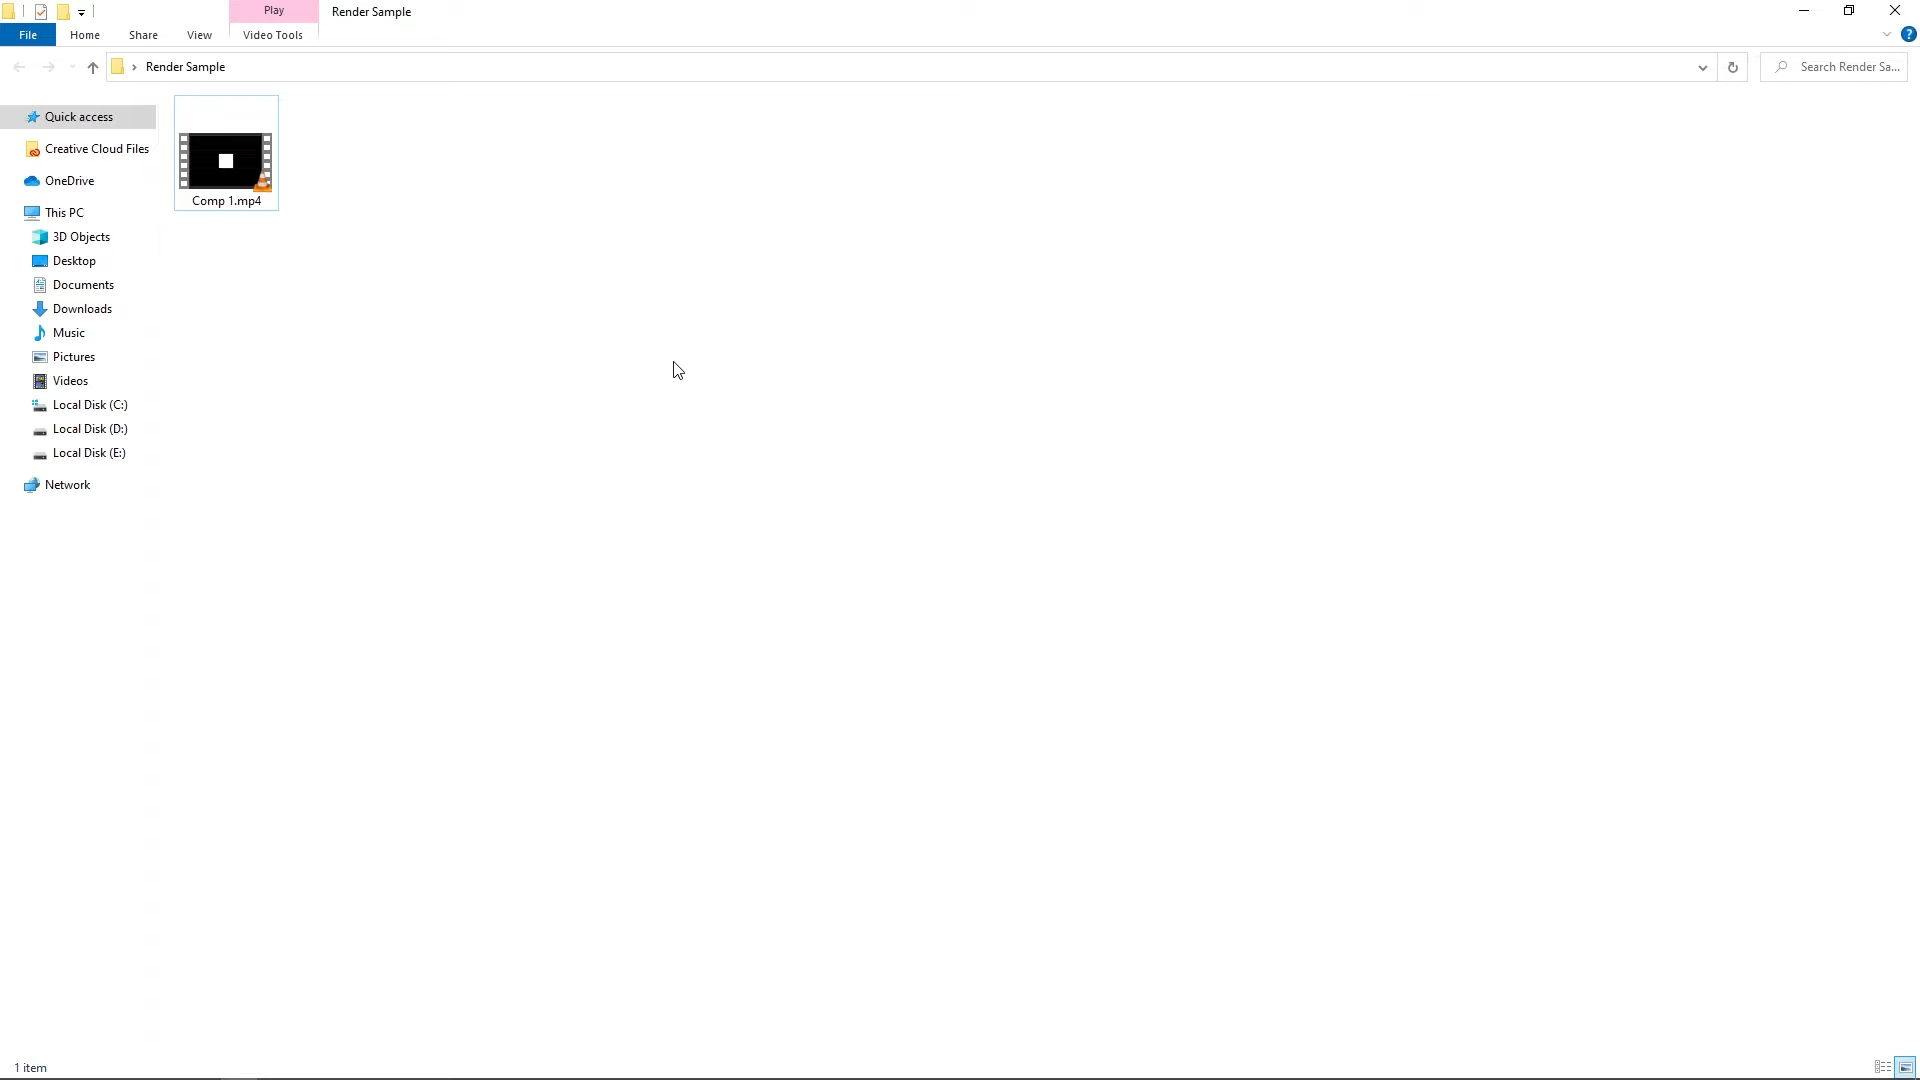 Play
Render Sample
File
Home
Share
View
Video Tools
?
Render Sample
Search Render Sa...
Quick access
Creative Cloud Files
OneDrive
This PC
3D Objects
Desktop
Documents
Downloads
Music
Pictures
Videos
Local Disk (C:)
Local Disk (D:)
Local Disk (E:)
Network
Comp 1.mp4
1 item